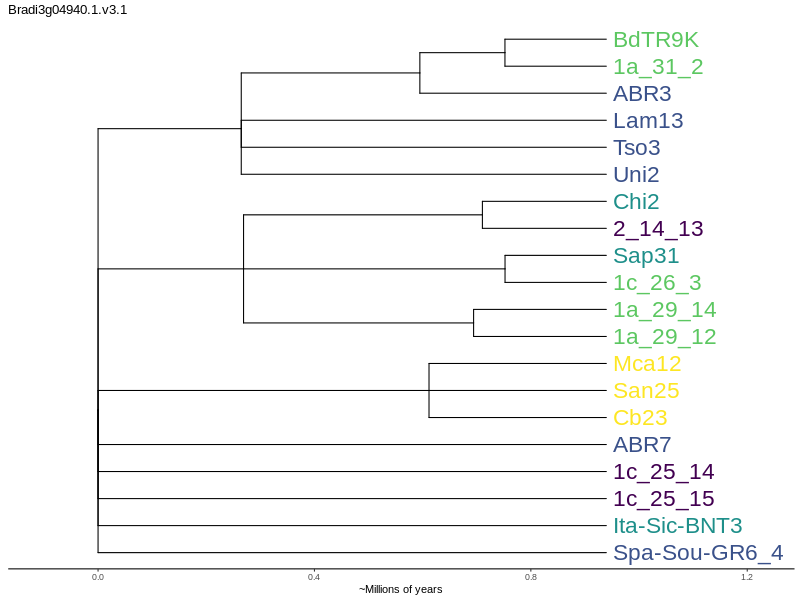 Bradi3g04940.1.v3.1
BdTR9K
1a_31_2
ABR3
Lam13
Tso3
Uni2
Chi2
2_14_13
Sap31
1c_26_3
1a_29_14
1a_29_12
Mca12
San25
Cb23
ABR7
1c_25_14
1c_25_15
Ita-Sic-BNT3
Spa-Sou-GR6_4
0.0 0.4 0.8 1.2
~Millions of years